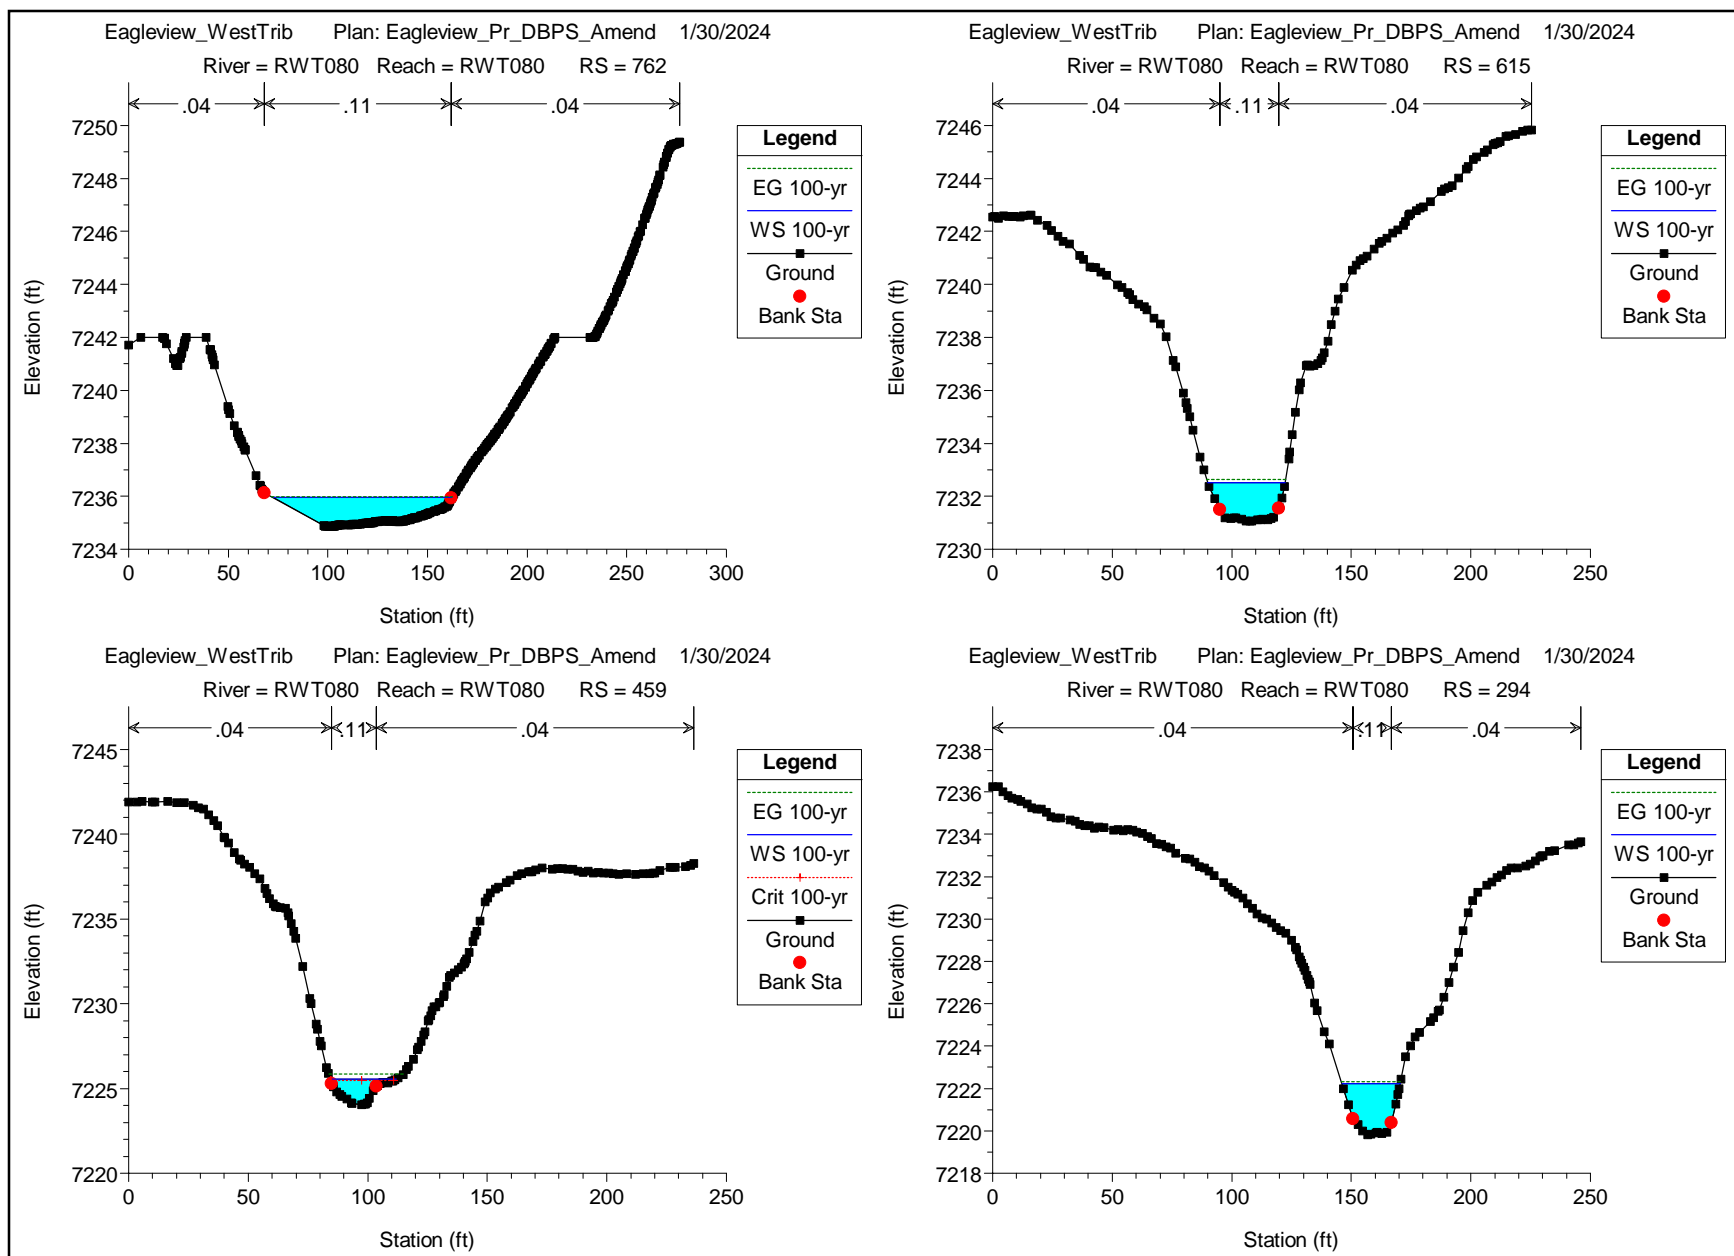 Eagleview_WestTrib Plan: Eagleview_Pr_DBPS_Amend 1/30/2024
River = RWT080 Reach = RWT080 RS = 762
.04 .11 .04
7250
7248
7246
7244
7242
7240
7238
7236
7234
Elevation (ft)
0 50 100 150 200 250 300
Station (ft)
Legend
EG 100-yr
WS 100-yr
Ground
Bank Sta
Eagleview_WestTrib Plan: Eagleview_Pr_DBPS_Amend 1/30/2024
River = RWT080 Reach = RWT080 RS = 615
.04 .11 .04
7246
7244
7242
7240
7238
7236
7234
7232
7230
Elevation (ft)
0 50 100 150 200 250
Station (ft)
Legend
EG 100-yr
WS 100-yr
Ground
Bank Sta
Eagleview_WestTrib Plan: Eagleview_Pr_DBPS_Amend 1/30/2024
River = RWT080 Reach = RWT080 RS = 459
.04 .11 .04
7245
7240
7235
7230
7225
7220
Elevation (ft)
0 50 100 150 200 250
Station (ft)
Legend
EG 100-yr
WS 100-yr
Crit 100-yr
Ground
Bank Sta
Eagleview_WestTrib Plan: Eagleview_Pr_DBPS_Amend 1/30/2024
River = RWT080 Reach = RWT080 RS = 294
.04 .11 .04
7238
7236
7234
7232
7230
7228
7226
7224
7222
7220
7218
Elevation (ft)
0 50 100 150 200 250
Station (ft)
Legend
EG 100-yr
WS 100-yr
Ground
Bank Sta